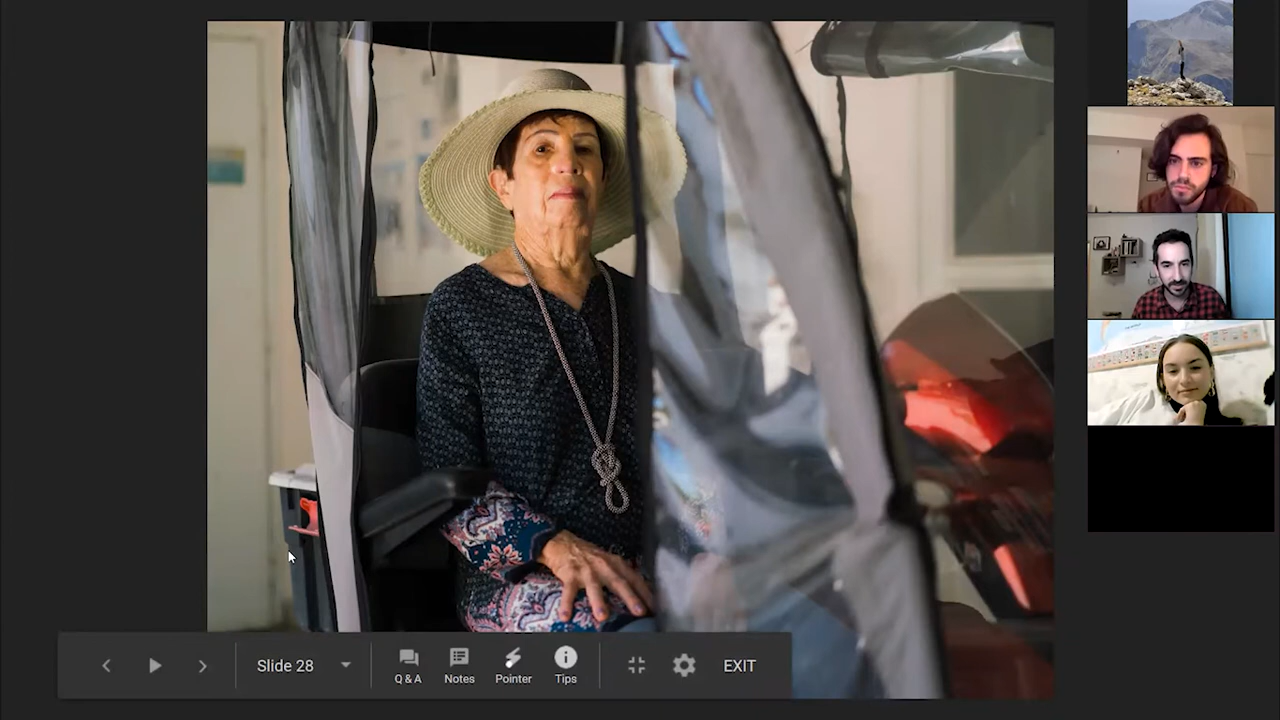 Slide 28
Q & A
Notes
Pointer
Tips
EXIT